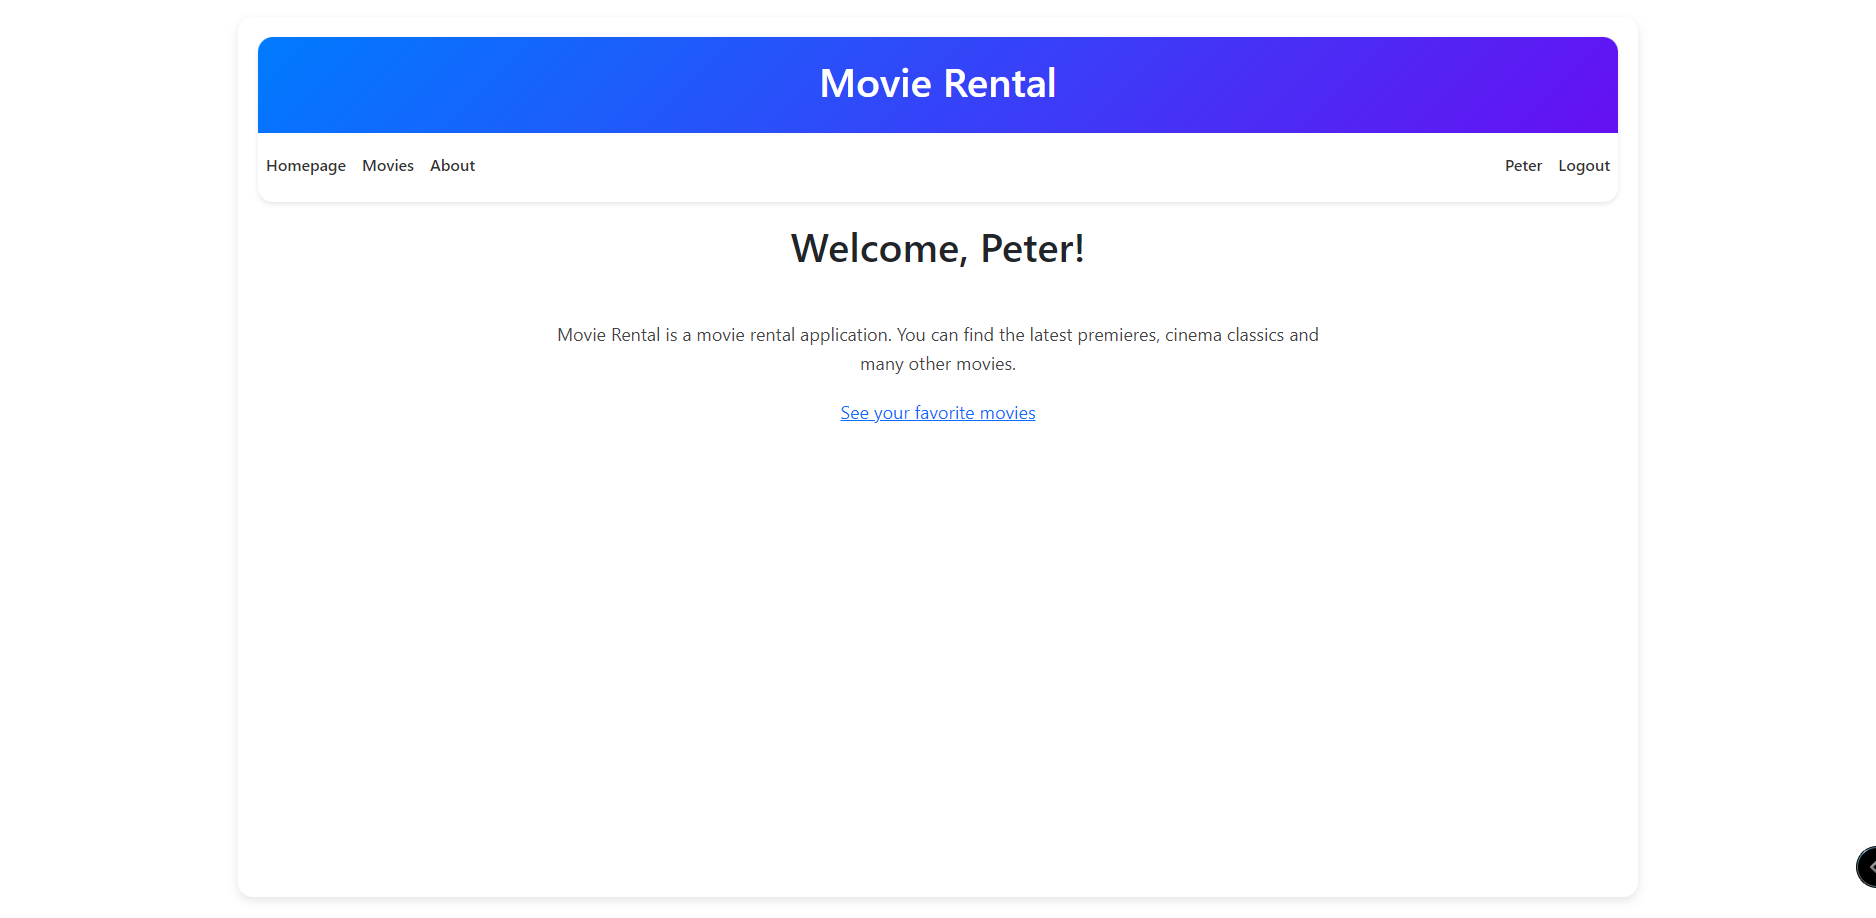 Movie Rental
Homepage Movies About Peter Logout
Welcome, Peter!
Movie Rental is a movie rental application. You can find the latest premieres, cinema classics and
many other movies.
See your favorite movies